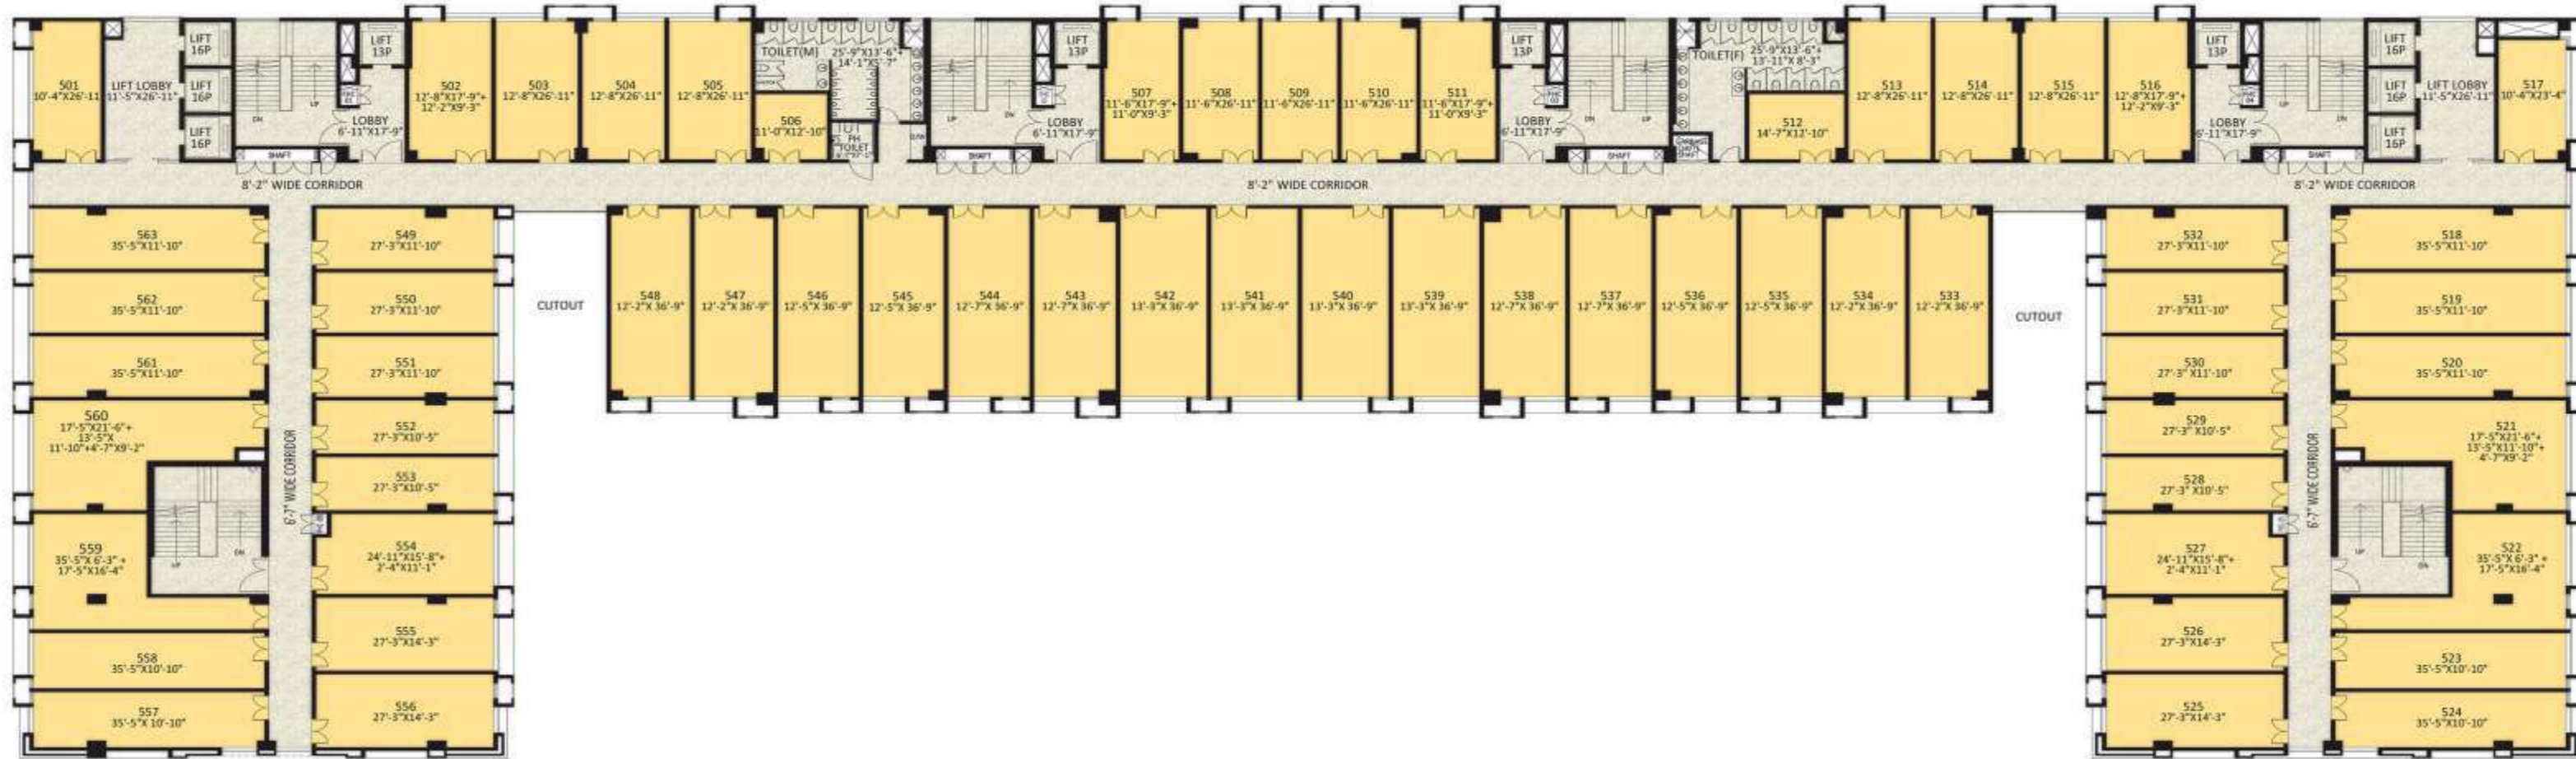 501
10'-4"X26'-11
LIFT LOBBY
11'-5"X26'-11"
LIFT
16P
LIFT
16P
LIFT
16P
DN
UP
SHAFT
LIFT
13P
LOBBY
6'-11"X17'-9"
502
12'-8"X17'-9"+
12'-2"X9'-3"
503
12'-8"X26'-11"
504
12'-8"X26'-11"
505
12'-8"X26'-11"
TOILET(M)
25'-9"X13'-6"+
14'-1"X5'-7"
506
11'-0"X12'-10"
PH
TOILET
UP
DN
SHAFT
LIFT
13P
LOBBY
6'-11"X17'-9"
507
11'-6"X17'-9"+
11'-0"X9'-3"
508
11'-6"X26'-11"
509
11'-6"X26'-11"
510
11'-6"X26'-11"
511
11'-6"X17'-9"+
11'-0"X9'-3"
LIFT
13P
LOBBY
6'-11"X17'-9"
DN
UP
SHAFT
TOILET(F)
25'-9"X13'-6"+
13'-11"X 8'-3"
512
14'-7"X12'-10"
513
12'-8"X26'-11"
514
12'-8"X26'-11"
515
12'-8"X26'-11"
516
12'-8"X17'-9"+
12'-2"X9'-3"
LIFT
13P
LOBBY
6'-11"X17'-9"
UP
DN
SHAFT
LIFT
16P
LIFT
16P
LIFT
16P
LIFT LOBBY
11'-5"X26'-11"
517
10'-4"X23'-4"
8'-2" WIDE CORRIDOR
8'-2" WIDE CORRIDOR
8'-2" WIDE CORRIDOR
563
35'-5"X11'-10"
562
35'-5"X11'-10"
561
35'-5"X11'-10"
560
17'-5"X21'-6"+
13'-5"X
11'-10"+4'-7"X9'-2"
559
35'-5"X 6'-3" +
17'-5"X16'-4"
UP
DN
558
35'-5"X10'-10"
557
35'-5"X 10'-10"
6'-7" WIDE CORRIDOR
549
27'-3"X11'-10"
550
27'-3"X11'-10"
551
27'-3"X11'-10"
552
27'-3"X10'-5"
553
27'-3"X10'-5"
554
24'-11"X15'-8"+
2'-4"X11'-1"
555
27'-3"X14'-3"
556
27'-3"X14'-3"
CUTOUT
548
12'-2"X 36'-9"
547
12'-2"X 36'-9"
546
12'-5"X 36'-9"
545
12'-5"X 36'-9"
544
12'-7"X 36'-9"
543
12'-7"X 36'-9"
542
13'-3"X 36'-9"
541
13'-3"X 36'-9"
540
13'-3"X 36'-9"
539
13'-3"X 36'-9"
538
12'-7"X 36'-9"
537
12'-7"X 36'-9"
536
12'-5"X 36'-9"
535
12'-5"X 36'-9"
534
12'-2"X 36'-9"
533
12'-2"X 36'-9"
CUTOUT
532
27'-3"X11'-10"
531
27'-3"X11'-10"
530
27'-3" X11'-10"
529
27'-3" X10'-5"
528
27'-3" X10'-5"
527
24'-11"X15'-8"+
2'-4"X11'-1"
526
27'-3"X14'-3"
525
27'-3"X14'-3"
6'-7" WIDE CORRIDOR
518
35'-5"X11'-10"
519
35'-5"X11'-10"
520
35'-5"X11'-10"
521
17'-5"X21'-6"+
13'-5"X11'-10"+
4'-7"X9'-2"
522
35'-5"X 6'-3" +
17'-5"X16'-4"
UP
DN
523
35'-5"X10'-10"
524
35'-5"X10'-10"